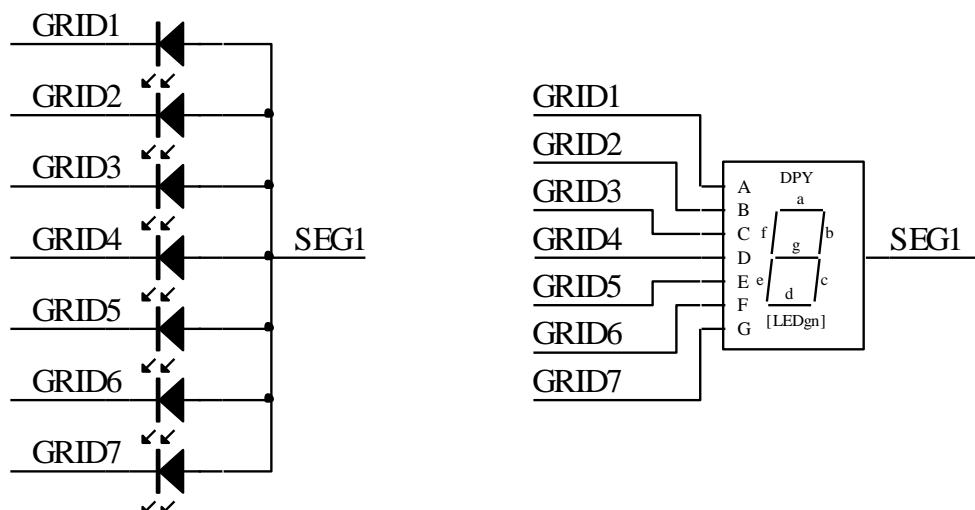 GRID1
GRID2
GRID3
GRID4
GRID5
GRID6
GRID7
SEG1
GRID1
GRID2
GRID3
GRID4
GRID5
GRID6
GRID7
DPY
A
B
C
D
E
F
G
a
f b
g
e c
d
[LEDgn]
SEG1